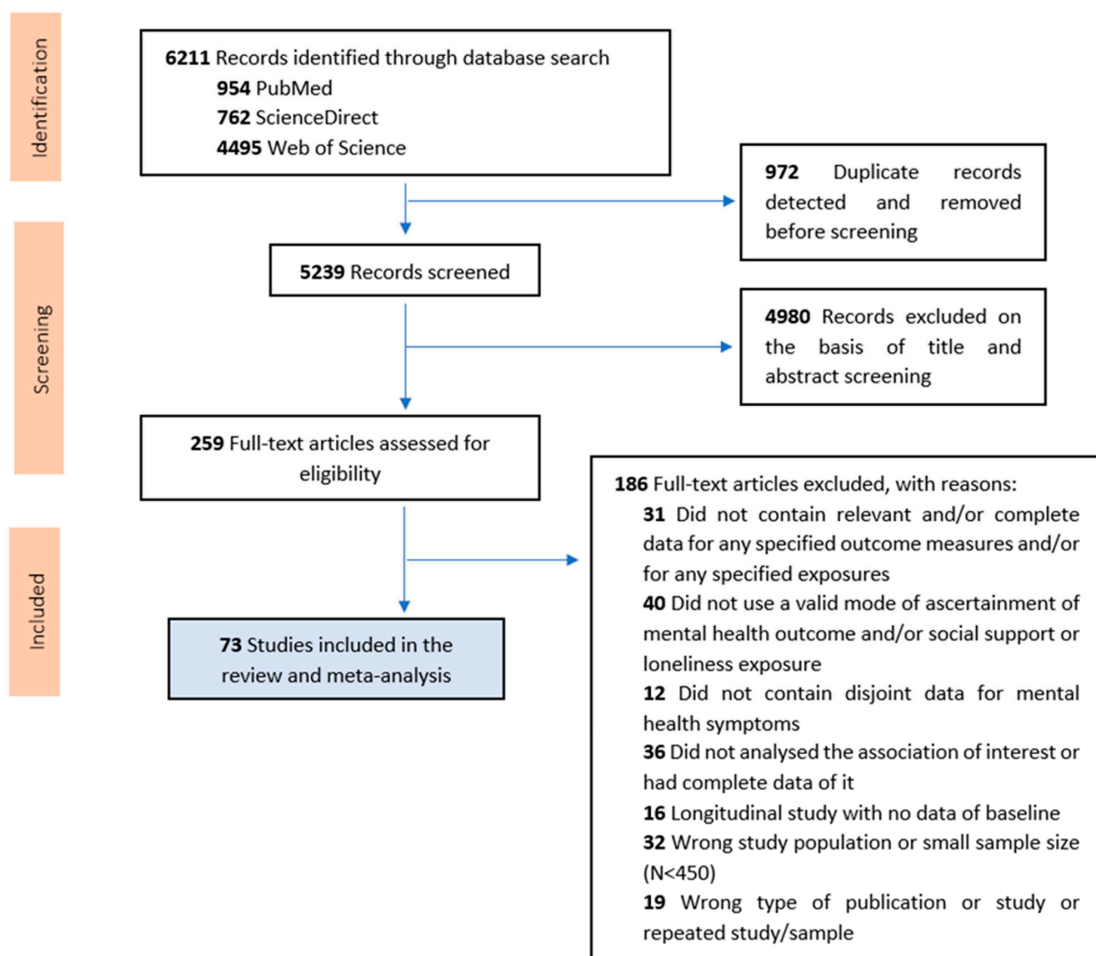 Identification
6211 Records identified through database search
954 PubMed
762 ScienceDirect
4495 Web of Science
972 Duplicate records
detected and removed
before screening
Screening
5239 Records screened
4980 Records excluded on
the basis of title and
abstract screening
259 Full-text articles assessed for
eligibility
Included
186 Full-text articles excluded, with reasons:
31 Did not contain relevant and/or complete
data for any specified outcome measures and/or
for any specified exposures
40 Did not use a valid mode of ascertainment of
mental health outcome and/or social support or
loneliness exposure
12 Did not contain disjoint data for mental
health symptoms
36 Did not analysed the association of interest or
had complete data of it
16 Longitudinal study with no data of baseline
32 Wrong study population or small sample size
(N<450)
19 Wrong type of publication or study or
repeated study/sample
73 Studies included in the
review and meta-analysis